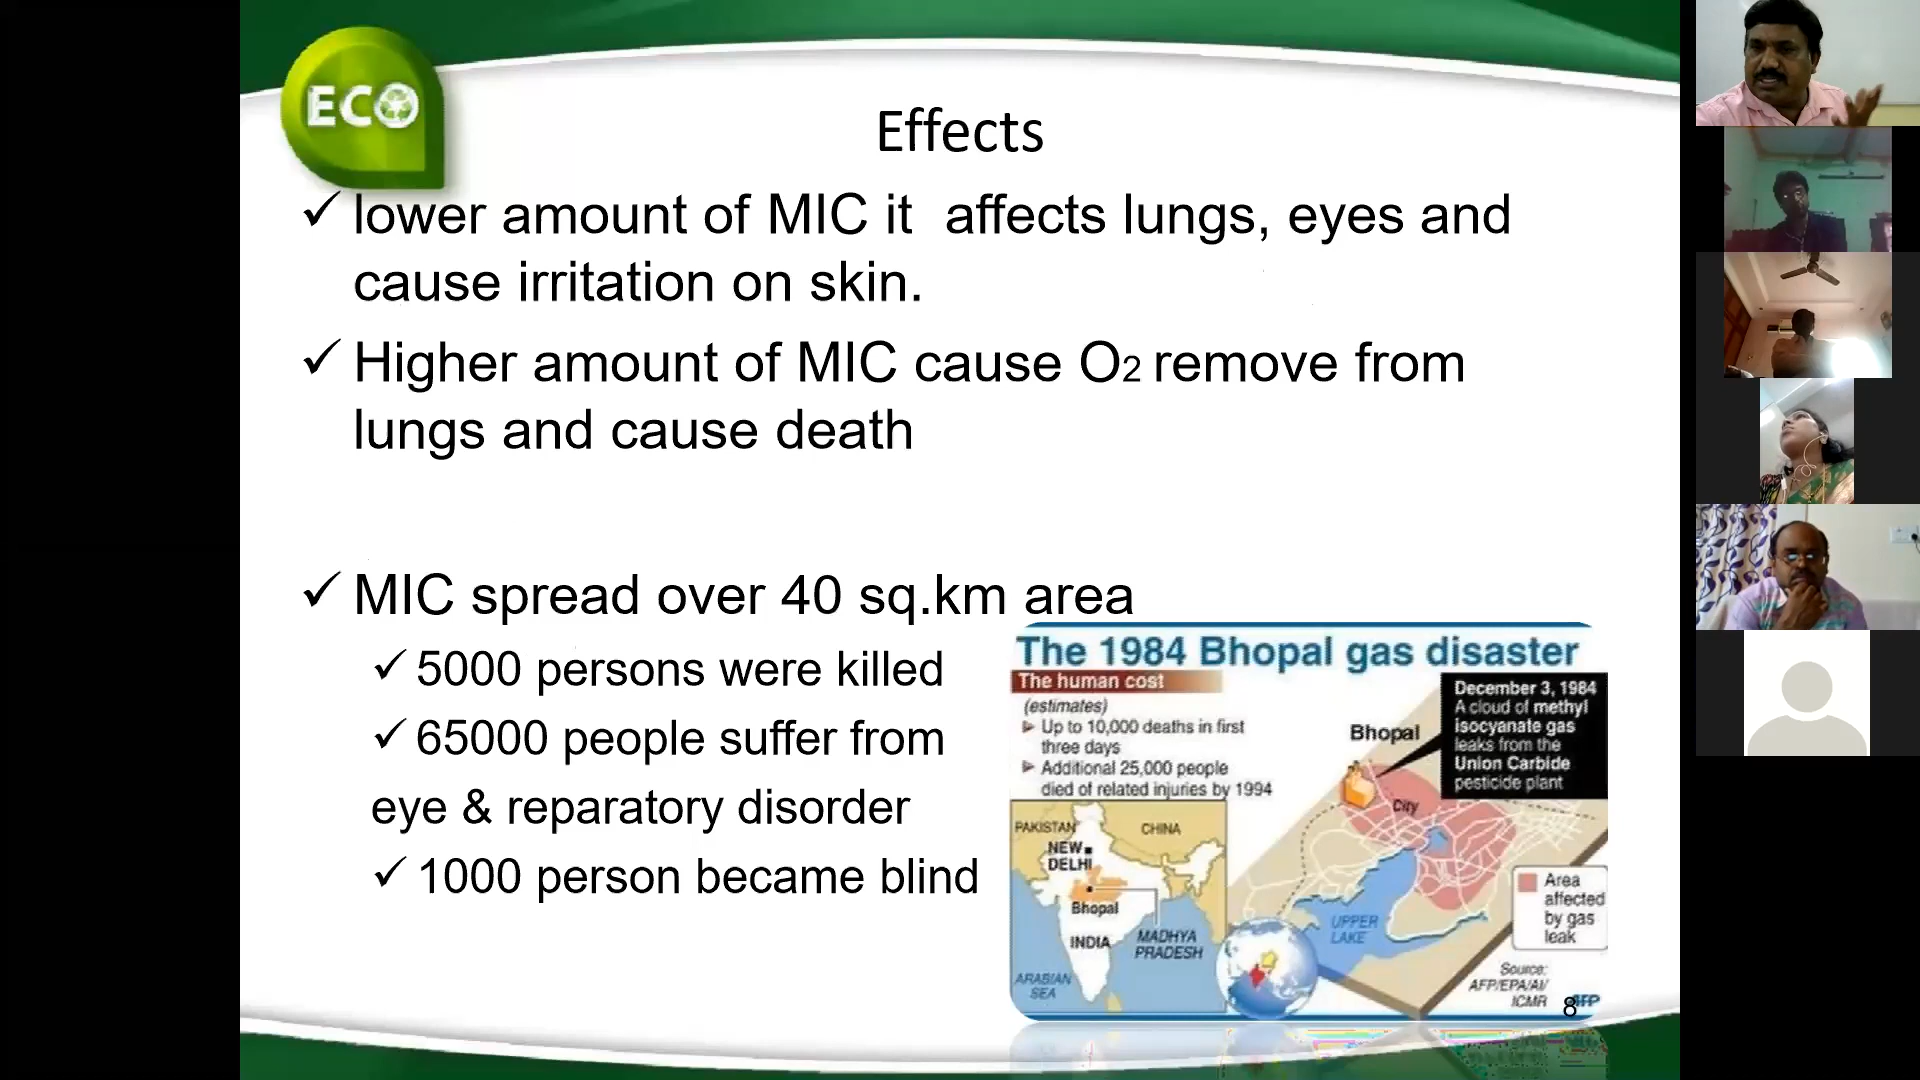 ECO
Effects
✓ lower amount of MIC it affects lungs, eyes and
cause irritation on skin.
✓ Higher amount of MIC cause O2 remove from
lungs and cause death
✓ MIC spread over 40 sq.km area
✓ 5000 persons were killed
✓ 65000 people suffer from
eye & reparatory disorder
✓ 1000 person became blind
The 1984 Bhopal gas disaster
The human cost
(estimates)
Up to 10,000 deaths in first
three days
Additional 25,000 people
died of related injuries by 1994
December 3, 1984
A cloud of methyl
isocyanate gas
leaks from the
Union Carbide
pesticide plant
Bhopal
City
PAKISTAN
CHINA
NEW
DELHI
Bhopal
INDIA
MADHYA
PRADESH
ARABIAN
SEA
UPPER
LAKE
Area
affected
by gas
leak
Source:
AFP/EPA/AI/
ICMR
AFP
8